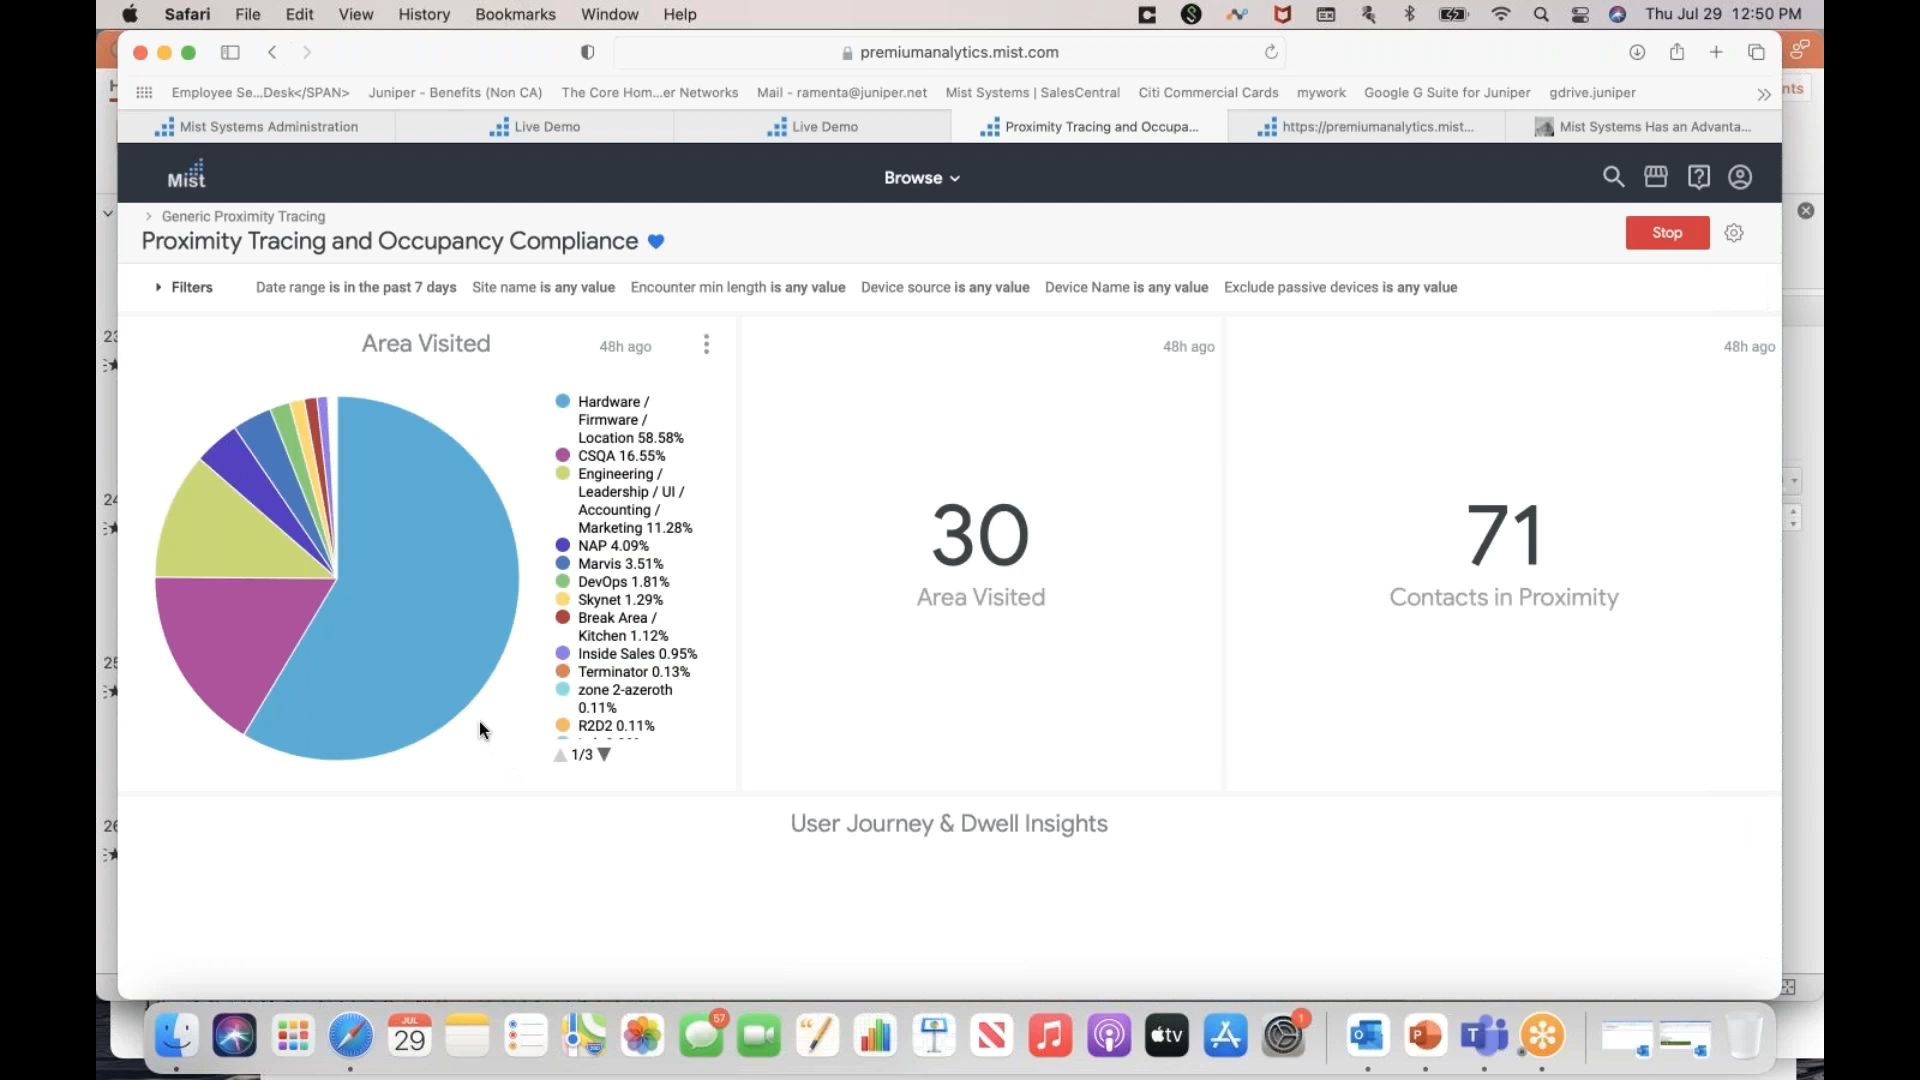 Safari File Edit View History Bookmarks Window Help
Thu Jul 29 12:50 PM
premiumanalytics.mist.com
Employee Se...Desk</SPAN> Juniper - Benefits (Non CA) The Core Hom...er Networks Mail - ramenta@juniper.net Mist Systems | SalesCentral Citi Commercial Cards mywork Google G Suite for Juniper gdrive.juniper
nts
Mist Systems Administration Live Demo Live Demo Proximity Tracing and Occupa... https://premiumanalytics.mist... Mist Systems Has an Advanta...
Mist
Browse
Generic Proximity Tracing
Proximity Tracing and Occupancy Compliance
Stop
Filters Date range is in the past 7 days Site name is any value Encounter min length is any value Device source is any value Device Name is any value Exclude passive devices is any value
Area Visited
48h ago
Hardware /
Firmware /
Location 58.58%
CSQA 16.55%
Engineering /
Leadership / UI /
Accounting /
Marketing 11.28%
NAP 4.09%
Marvis 3.51%
DevOps 1.81%
Skynet 1.29%
Break Area /
Kitchen 1.12%
Inside Sales 0.95%
Terminator 0.13%
zone 2-azeroth
0.11%
R2D2 0.11%
1/3
48h ago
30
Area Visited
48h ago
71
Contacts in Proximity
User Journey & Dwell Insights
23
24
25
26
JUL
29
57
tv
1